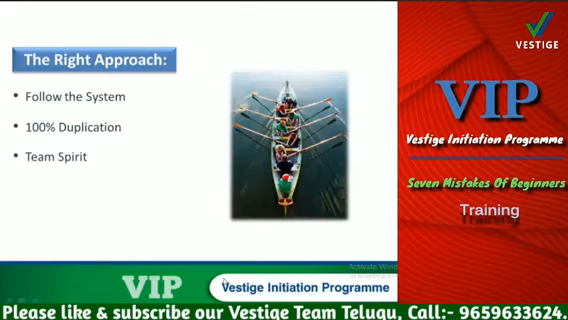 The Right Approach:
• Follow the System
• 100% Duplication
• Team Spirit
VESTIGE
VIP
Vestige Initiation Programme
Seven Mistakes Of Beginners
Training
VIP
Vestige Initiation Programme
Please like & subscribe our Vestige Team Telugu, Call:- 9659633624.